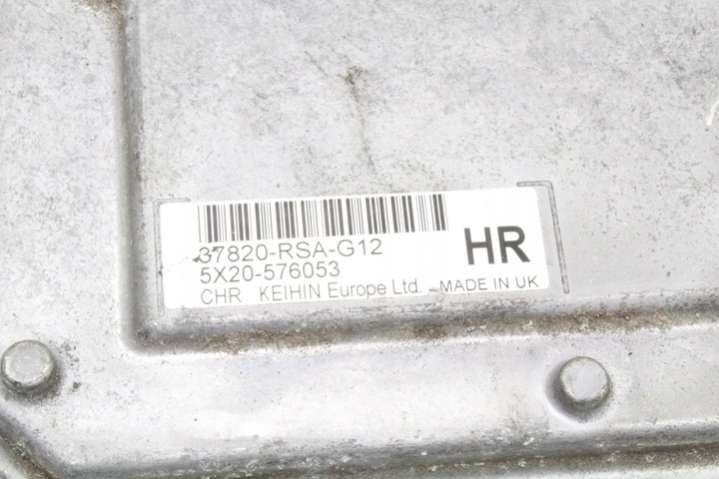 37820-RSA-G12
5X20-576053
HR
CHR KEIHIN Europe Ltd. MADE IN UK